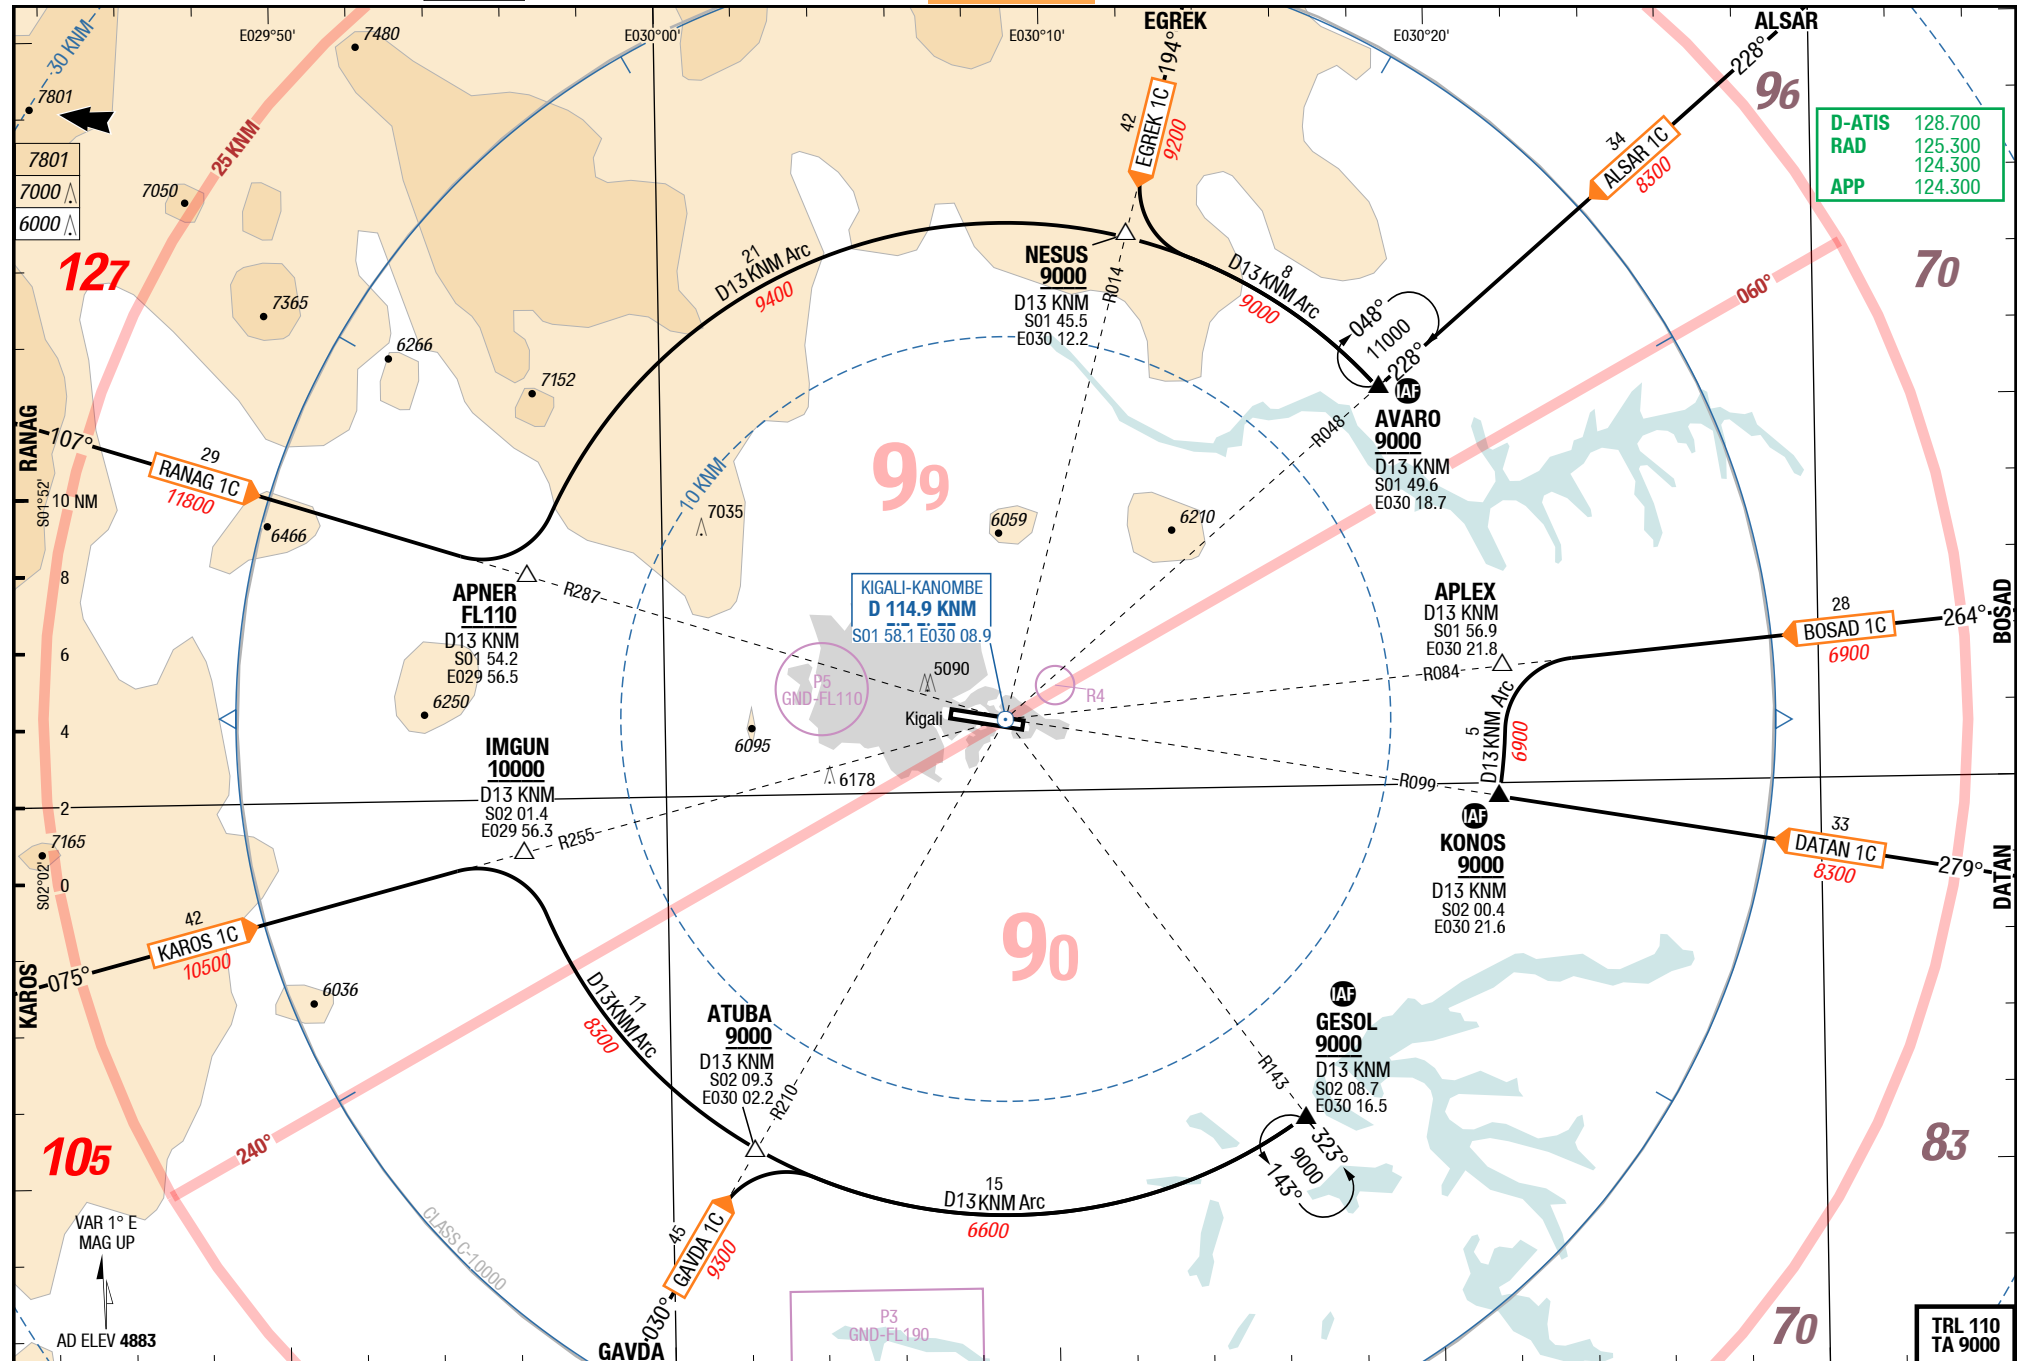 E029°50'
E030°00'
E030°10'
E030°20'
EGREK
194°
42
EGREK 1C
9200
ALSAR
228°
34
ALSAR 1C
8300
96
D-ATIS 128.700
RAD 125.300
124.300
APP 124.300
30 KNM
7801
7801
7000
6000
7480
25 KNM
7050
127
7365
6266
7152
21
D13 KNM Arc
9400
NESUS
9000
D13 KNM
S01 45.5
E030 12.2
R014
8
D13 KNM Arc
9000
048°
11000
228°
IAF
AVARO
9000
D13 KNM
S01 49.6
E030 18.7
R048
060°
70
RANAG
107°
29
RANAG 1C
11800
S01°52'
10 NM
8
6
4
2
0
6466
99
10 KNM
7035
6059
6210
APNER
FL110
D13 KNM
S01 54.2
E029 56.5
R287
KIGALI-KANOMBE
D 114.9 KNM
S01 58.1 E030 08.9
P5
GND-FL110
5090
Kigali
R4
6250
6095
6178
APLEX
D13 KNM
S01 56.9
E030 21.8
R084
28
BOSAD 1C
6900
264°
BOSAD
5
D13 KNM Arc
6900
R099
IAF
KONOS
9000
D13 KNM
S02 00.4
E030 21.6
33
DATAN 1C
8300
279°
DATAN
IMGUN
10000
D13 KNM
S02 01.4
E029 56.3
R255
7165
S02°02'
42
KAROS 1C
10500
075°
KAROS
6036
90
11
D13 KNM Arc
8300
ATUBA
9000
D13 KNM
S02 09.3
E030 02.2
R210
IAF
GESOL
9000
D13 KNM
S02 08.7
E030 16.5
R143
323°
9000
143°
15
D13 KNM Arc
6600
105
240°
83
VAR 1° E
MAG UP
AD ELEV 4883
CLASS C-10000
45
GAVDA 1C
9300
030°
GAVDA
P3
GND-FL190
70
TRL 110
TA 9000